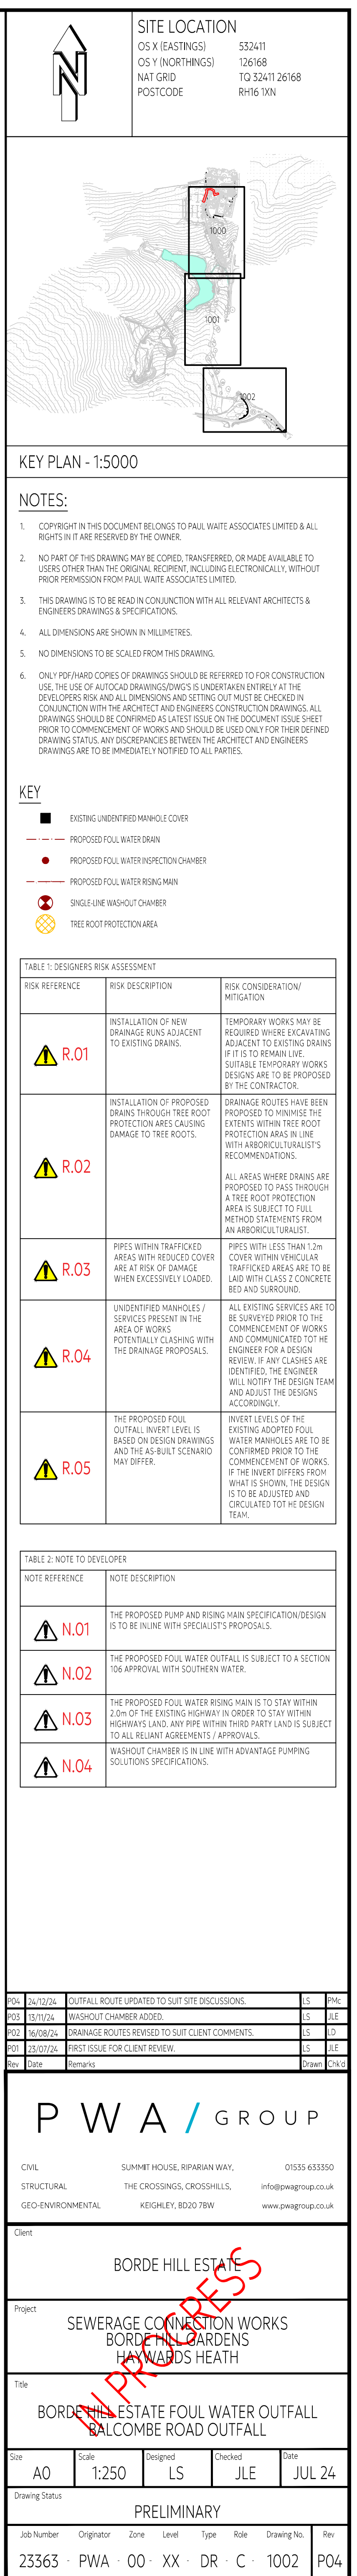 N
SITE LOCATION
OS X (EASTINGS) 532411
OS Y (NORTHINGS) 126168
NAT GRID TQ 32411 26168
POSTCODE RH16 1XN
1000
1001
1002
KEY PLAN - 1:5000
NOTES:
1. COPYRIGHT IN THIS DOCUMENT BELONGS TO PAUL WAITE ASSOCIATES LIMITED & ALL
RIGHTS IN IT ARE RESERVED BY THE OWNER.
2. NO PART OF THIS DRAWING MAY BE COPIED, TRANSFERRED, OR MADE AVAILABLE TO
USERS OTHER THAN THE ORIGINAL RECIPIENT, INCLUDING ELECTRONICALLY, WITHOUT
PRIOR PERMISSION FROM PAUL WAITE ASSOCIATES LIMITED.
3. THIS DRAWING IS TO BE READ IN CONJUNCTION WITH ALL RELEVANT ARCHITECTS &
ENGINEERS DRAWINGS & SPECIFICATIONS.
4. ALL DIMENSIONS ARE SHOWN IN MILLIMETRES.
5. NO DIMENSIONS TO BE SCALED FROM THIS DRAWING.
6. ONLY PDF/HARD COPIES OF DRAWINGS SHOULD BE REFERRED TO FOR CONSTRUCTION
USE, THE USE OF AUTOCAD DRAWINGS/DWG'S IS UNDERTAKEN ENTIRELY AT THE
DEVELOPERS RISK AND ALL DIMENSIONS AND SETTING OUT MUST BE CHECKED IN
CONJUNCTION WITH THE ARCHITECT AND ENGINEERS CONSTRUCTION DRAWINGS. ALL
DRAWINGS SHOULD BE CONFIRMED AS LATEST ISSUE ON THE DOCUMENT ISSUE SHEET
PRIOR TO COMMENCEMENT OF WORKS AND SHOULD BE USED ONLY FOR THEIR DEFINED
DRAWING STATUS. ANY DISCREPANCIES BETWEEN THE ARCHITECT AND ENGINEERS
DRAWINGS ARE TO BE IMMEDIATELY NOTIFIED TO ALL PARTIES.
KEY
EXISTING UNIDENTIFIED MANHOLE COVER
PROPOSED FOUL WATER DRAIN
PROPOSED FOUL WATER INSPECTION CHAMBER
PROPOSED FOUL WATER RISING MAIN
SINGLE-LINE WASHOUT CHAMBER
TREE ROOT PROTECTION AREA
TABLE 1: DESIGNERS RISK ASSESSMENT
RISK REFERENCE
RISK DESCRIPTION
RISK CONSIDERATION/
MITIGATION
R.01
INSTALLATION OF NEW
DRAINAGE RUNS ADJACENT
TO EXISTING DRAINS.
TEMPORARY WORKS MAY BE
REQUIRED WHERE EXCAVATING
ADJACENT TO EXISTING DRAINS
IF IT IS TO REMAIN LIVE.
SUITABLE TEMPORARY WORKS
DESIGNS ARE TO BE PROPOSED
BY THE CONTRACTOR.
R.02
INSTALLATION OF PROPOSED
DRAINS THROUGH TREE ROOT
PROTECTION ARES CAUSING
DAMAGE TO TREE ROOTS.
DRAINAGE ROUTES HAVE BEEN
PROPOSED TO MINIMISE THE
EXTENTS WITHIN TREE ROOT
PROTECTION ARAS IN LINE
WITH ARBORICULTURALIST'S
RECOMMENDATIONS.
ALL AREAS WHERE DRAINS ARE
PROPOSED TO PASS THROUGH
A TREE ROOT PROTECTION
AREA IS SUBJECT TO FULL
METHOD STATEMENTS FROM
AN ARBORICULTURALIST.
R.03
PIPES WITHIN TRAFFICKED
AREAS WITH REDUCED COVER
ARE AT RISK OF DAMAGE
WHEN EXCESSIVELY LOADED.
PIPES WITH LESS THAN 1.2m
COVER WITHIN VEHICULAR
TRAFFICKED AREAS ARE TO BE
LAID WITH CLASS Z CONCRETE
BED AND SURROUND.
R.04
UNIDENTIFIED MANHOLES /
SERVICES PRESENT IN THE
AREA OF WORKS
POTENTIALLY CLASHING WITH
THE DRAINAGE PROPOSALS.
ALL EXISTING SERVICES ARE TO
BE SURVEYED PRIOR TO THE
COMMENCEMENT OF WORKS
AND COMMUNICATED TOT HE
ENGINEER FOR A DESIGN
REVIEW. IF ANY CLASHES ARE
IDENTIFIED, THE ENGINEER
WILL NOTIFY THE DESIGN TEAM
AND ADJUST THE DESIGNS
ACCORDINGLY.
R.05
THE PROPOSED FOUL
OUTFALL INVERT LEVEL IS
BASED ON DESIGN DRAWINGS
AND THE AS-BUILT SCENARIO
MAY DIFFER.
INVERT LEVELS OF THE
EXISTING ADOPTED FOUL
WATER MANHOLES ARE TO BE
CONFIRMED PRIOR TO THE
COMMENCEMENT OF WORKS.
IF THE INVERT DIFFERS FROM
WHAT IS SHOWN, THE DESIGN
IS TO BE ADJUSTED AND
CIRCULATED TOT HE DESIGN
TEAM.
TABLE 2: NOTE TO DEVELOPER
NOTE REFERENCE
NOTE DESCRIPTION
N.01
THE PROPOSED PUMP AND RISING MAIN SPECIFICATION/DESIGN
IS TO BE INLINE WITH SPECIALIST'S PROPOSALS.
N.02
THE PROPOSED FOUL WATER OUTFALL IS SUBJECT TO A SECTION
106 APPROVAL WITH SOUTHERN WATER.
N.03
THE PROPOSED FOUL WATER RISING MAIN IS TO STAY WITHIN
2.0m OF THE EXISTING HIGHWAY IN ORDER TO STAY WITHIN
HIGHWAYS LAND. ANY PIPE WITHIN THIRD PARTY LAND IS SUBJECT
TO ALL RELIANT AGREEMENTS / APPROVALS.
N.04
WASHOUT CHAMBER IS IN LINE WITH ADVANTAGE PUMPING
SOLUTIONS SPECIFICATIONS.
P04 24/12/24 OUTFALL ROUTE UPDATED TO SUIT SITE DISCUSSIONS. LS PMc
P03 13/11/24 WASHOUT CHAMBER ADDED. LS JLE
P02 16/08/24 DRAINAGE ROUTES REVISED TO SUIT CLIENT COMMENTS. LS LD
P01 23/07/24 FIRST ISSUE FOR CLIENT REVIEW. LS JLE
Rev Date Remarks Drawn Chk'd
PWA/GROUP
CIVIL SUMMIT HOUSE, RIPARIAN WAY, 01535 633350
STRUCTURAL THE CROSSINGS, CROSSHILLS, info@pwagroup.co.uk
GEO-ENVIRONMENTAL KEIGHLEY, BD20 7BW www.pwagroup.co.uk
Client
BORDE HILL ESTATE
Project
SEWERAGE CONNECTION WORKS
BORDE HILL GARDENS
HAYWARDS HEATH
IN PROGRESS
Title
BORDE HILL ESTATE FOUL WATER OUTFALL
BALCOMBE ROAD OUTFALL
Size Scale Designed Checked Date
A0 1:250 LS JLE JUL 24
Drawing Status
PRELIMINARY
Job Number Originator Zone Level Type Role Drawing No. Rev
23363 - PWA - 00 - XX - DR - C - 1002 P04